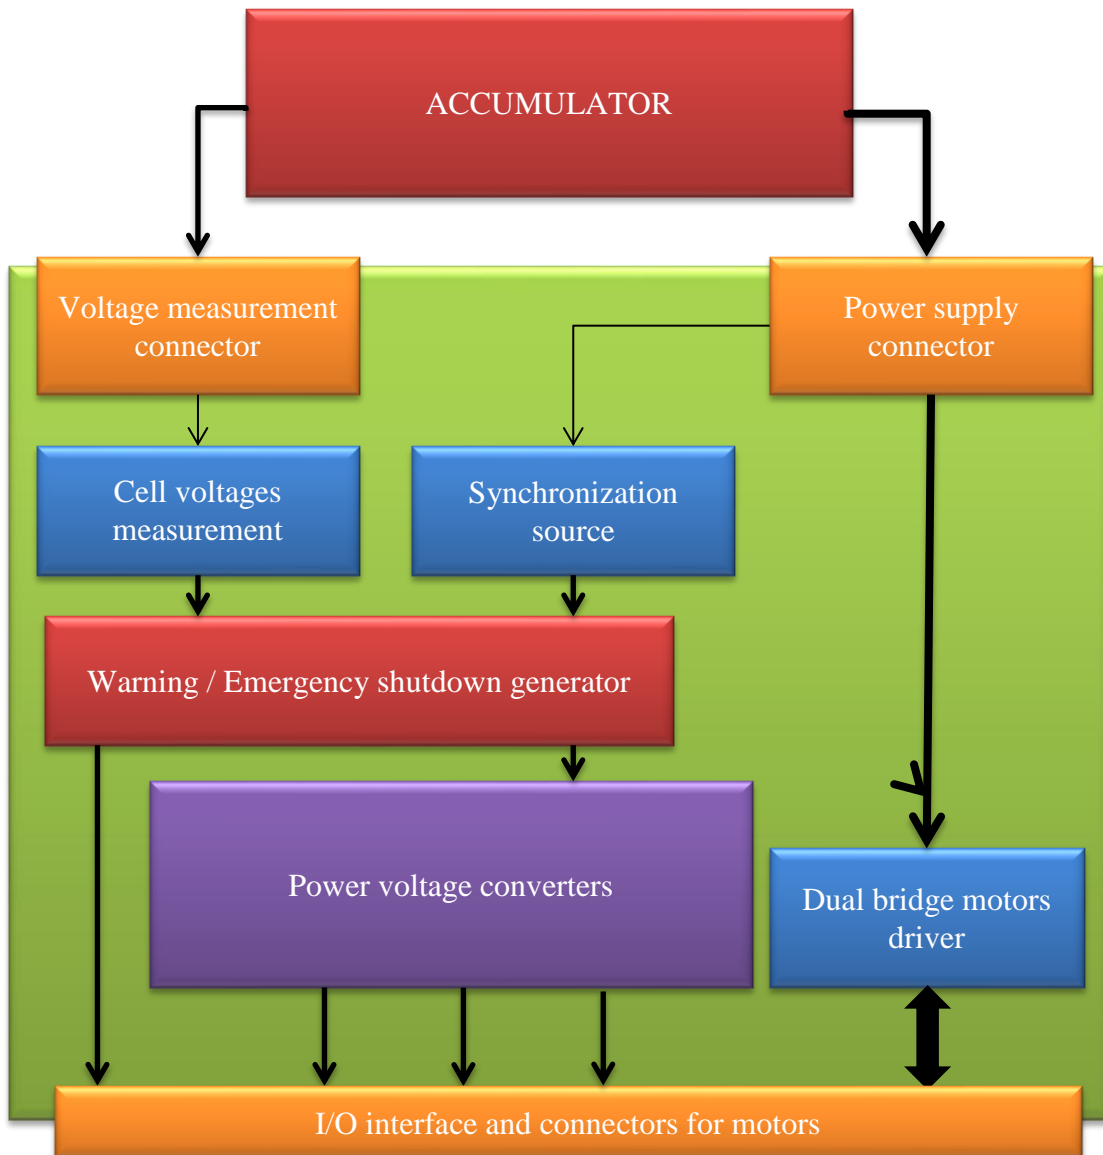 ACCUMULATOR
Voltage measurement
connector
Power supply
connector
Cell voltages
measurement
Synchronization
source
Warning / Emergency shutdown generator
Power voltage converters
Dual bridge motors
driver
I/O interface and connectors for motors